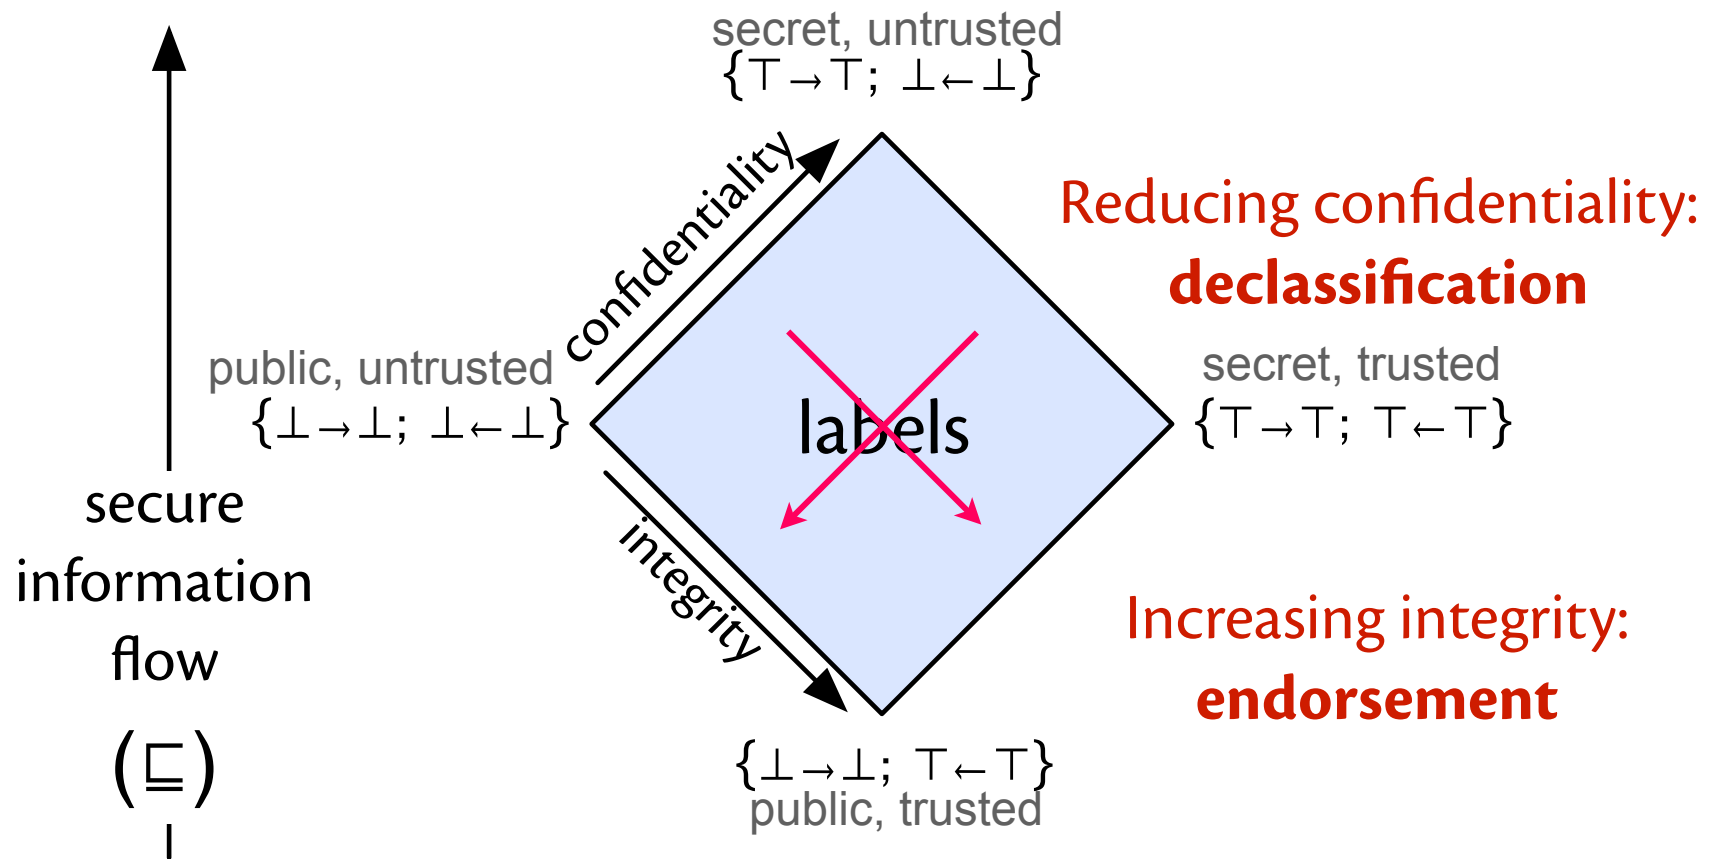 secret, untrusted
{⊤→⊤; ⊥←⊥}
confidentiality
Reducing confidentiality:
declassification
public, untrusted
{⊥→⊥; ⊥←⊥}
labels
secret, trusted
{⊤→⊤; ⊤←⊤}
secure
information
flow
(⊑)
integrity
Increasing integrity:
endorsement
{⊥→⊥; ⊤←⊤}
public, trusted